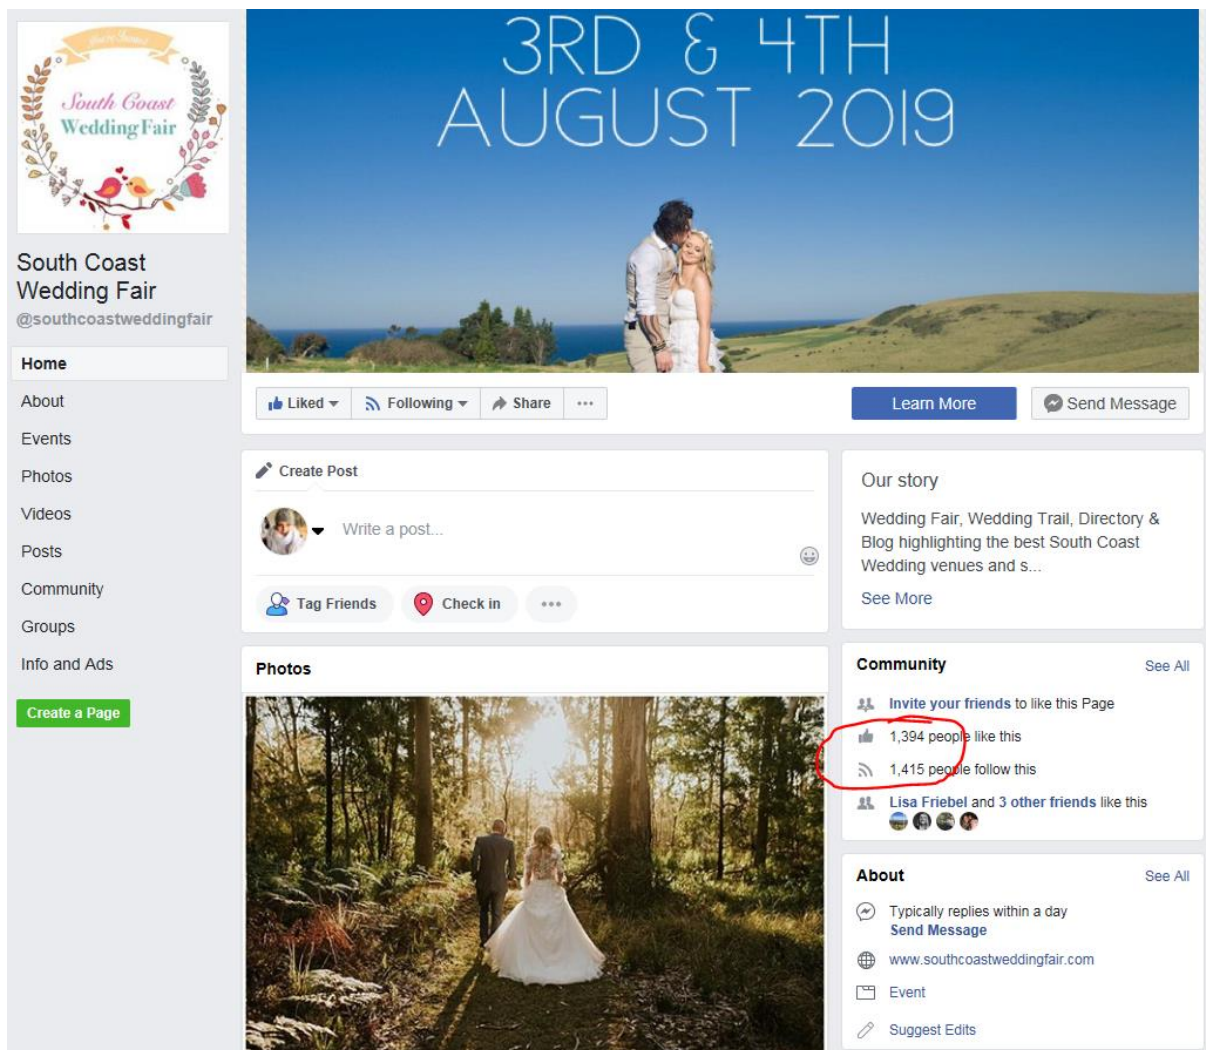 You're Invited
South Coast
Wedding Fair
3RD & 4TH
AUGUST 2019
South Coast
Wedding Fair
@southcoastweddingfair
Home
About
Events
Photos
Videos
Posts
Community
Groups
Info and Ads
Create a Page
Liked
Following
Share
Learn More
Send Message
Create Post
Write a post...
Tag Friends
Check in
Photos
Our story
Wedding Fair, Wedding Trail, Directory &
Blog highlighting the best South Coast
Wedding venues and s...
See More
Community
See All
Invite your friends to like this Page
1,394 people like this
1,415 people follow this
Lisa Friebel and 3 other friends like this
About
See All
Typically replies within a day
Send Message
www.southcoastweddingfair.com
Event
Suggest Edits